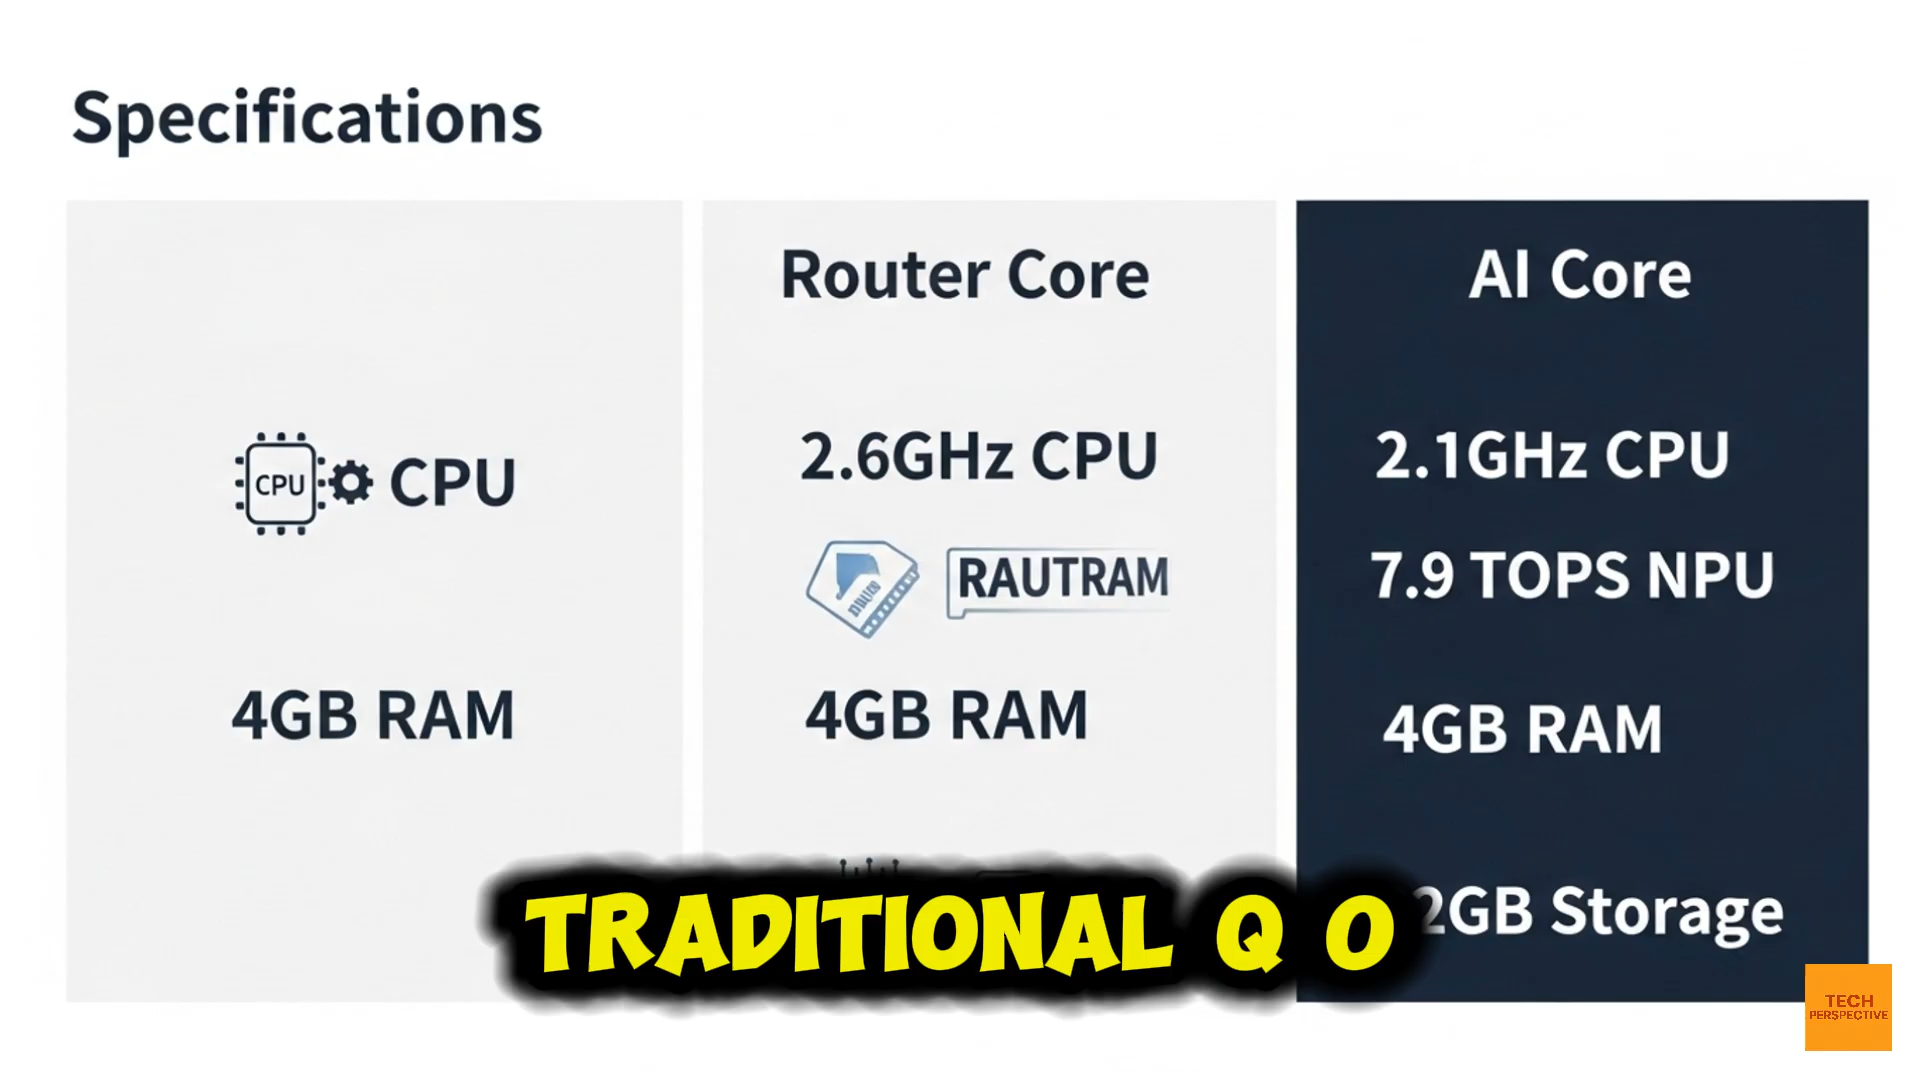 Specifications
Router Core
AI Core
CPU CPU
2.6GHz CPU
2.1GHz CPU
RAUTRAM
7.9 TOPS NPU
4GB RAM
4GB RAM
4GB RAM
2GB Storage
TRADITIONAL Q O
TECH
PERSPECTIVE